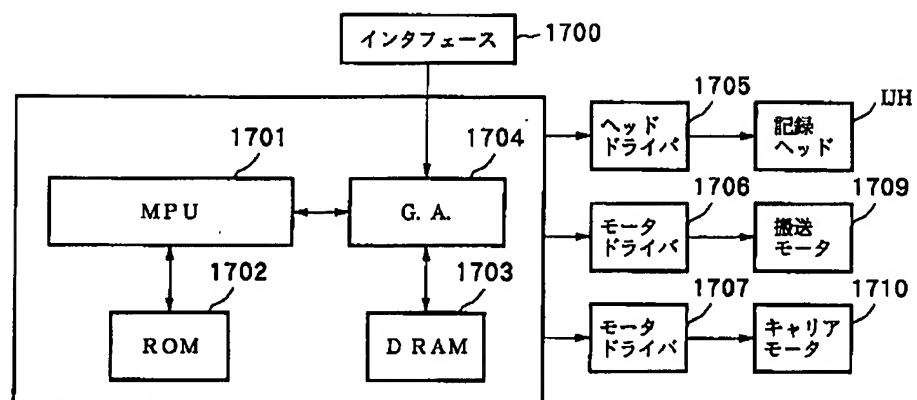 インタフェース
1700
1705
ヘッド
ドライバ
記録
ヘッド
IJH
1701
MPU
1704
G. A.
1706
モータ
ドライバ
搬送
モータ
1709
1702
ROM
1703
DRAM
1707
モータ
ドライバ
キャリア
モータ
1710